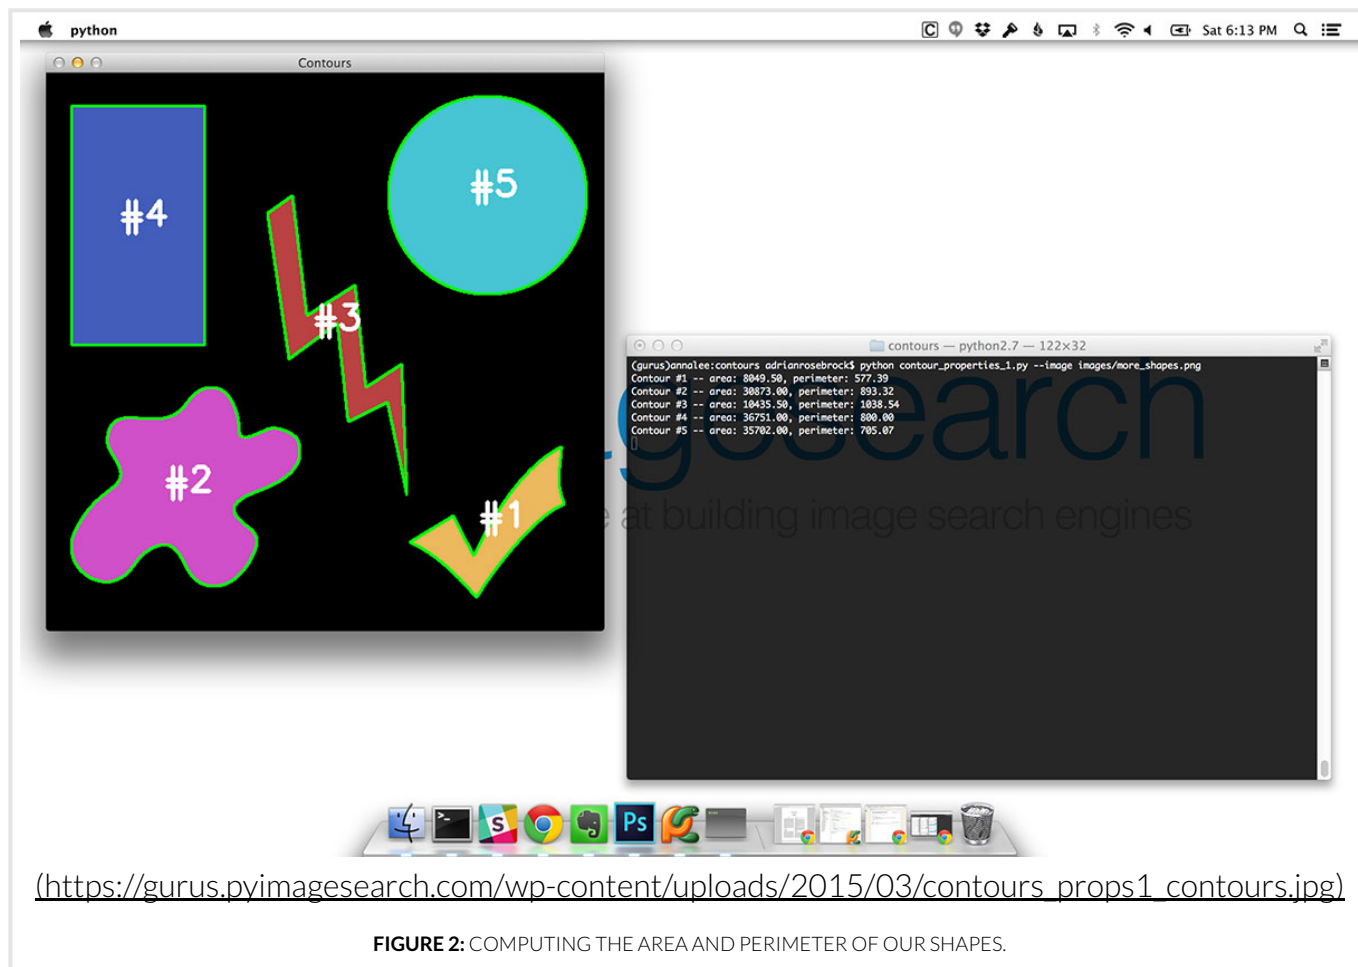 python
Sat 6:13 PM
Contours
#4
#5
#3
#2
#1
contours — python2.7 — 122×32
(gurus)annalee:contours adrianrosebrock$ python contour_properties_1.py --image images/more_shapes.png
Contour #1 -- area: 8049.50, perimeter: 577.39
Contour #2 -- area: 30873.00, perimeter: 893.32
Contour #3 -- area: 10435.50, perimeter: 1038.54
Contour #4 -- area: 36751.00, perimeter: 800.00
Contour #5 -- area: 35702.00, perimeter: 705.07
agesearch
at building image search engines
Ps
(https://gurus.pyimagesearch.com/wp-content/uploads/2015/03/contours_props1_contours.jpg)
FIGURE 2: COMPUTING THE AREA AND PERIMETER OF OUR SHAPES.